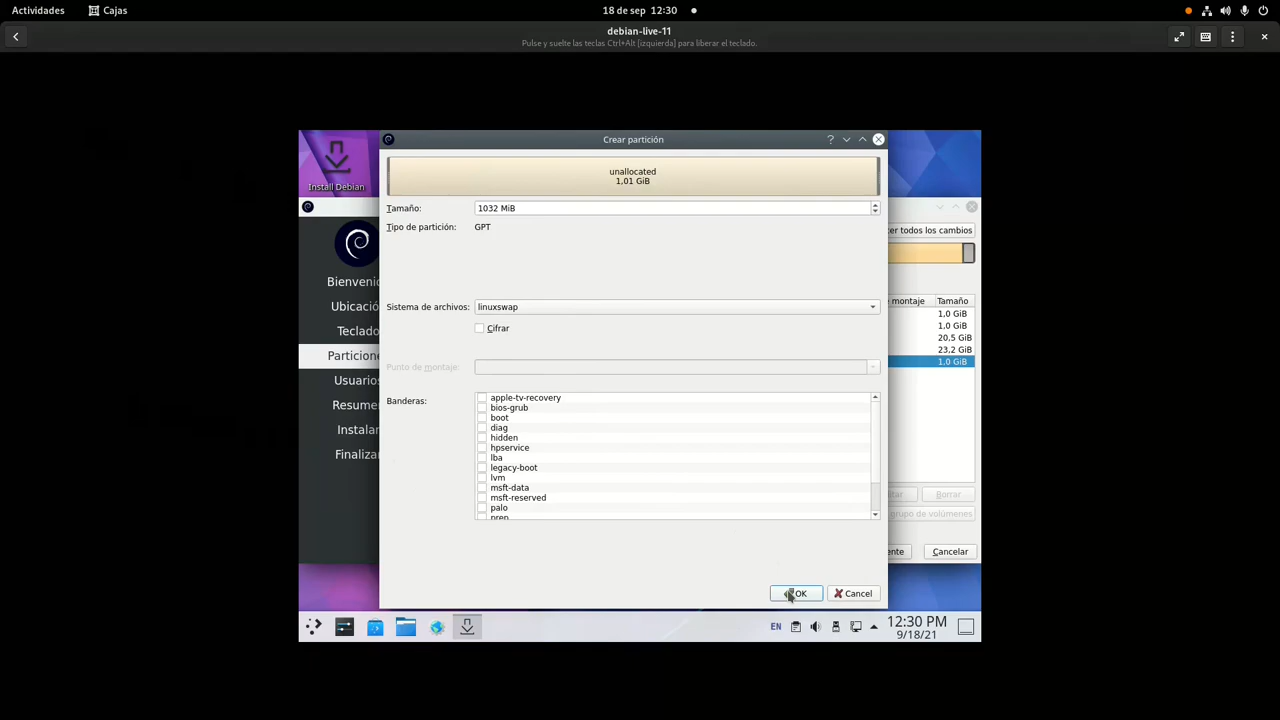 Actividades
Cajas
18 de sep 12:30
debian-live-11
Pulse y suelte las teclas Ctrl+Alt [izquierda] para liberar el teclado.
Install Debian
Crear partición
unallocated
1,01 GiB
Tamaño:
1032 MiB
Tipo de partición:
GPT
Sistema de archivos:
linuxswap
Cifrar
Punto de montaje:
Banderas:
apple-tv-recovery
bios-grub
boot
diag
hidden
hpservice
lba
legacy-boot
lvm
msft-data
msft-reserved
palo
prep
OK
Cancel
Bienveni
Ubicació
Teclado
Particione
Usuarios
Resume
Instala
Finaliza
cer todos los cambios
e montaje
Tamaño
1,0 GiB
1,0 GiB
20,5 GiB
23,2 GiB
1,0 GiB
itar
Borrar
grupo de volúmenes
ente
Cancelar
EN
12:30 PM
9/18/21